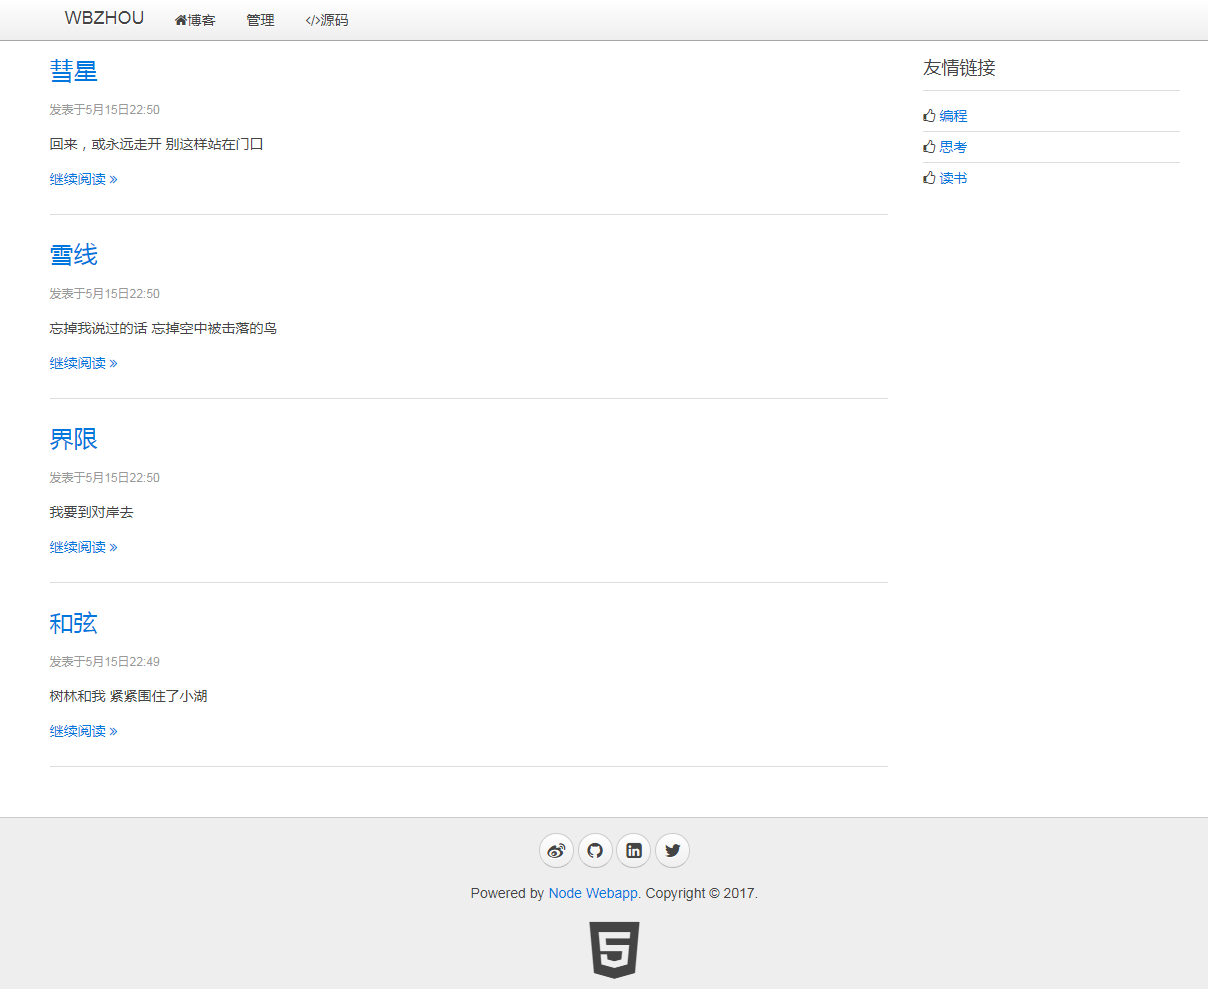 WBZHOU 博客 管理 </>源码
彗星
发表于5月15日22:50
回来，或永远走开 别这样站在门口
继续阅读 »
雪线
发表于5月15日22:50
忘掉我说过的话 忘掉空中被击落的鸟
继续阅读 »
界限
发表于5月15日22:50
我要到对岸去
继续阅读 »
和弦
发表于5月15日22:49
树林和我 紧紧围住了小湖
继续阅读 »
友情链接
编程
思考
读书
Powered by Node Webapp. Copyright © 2017.